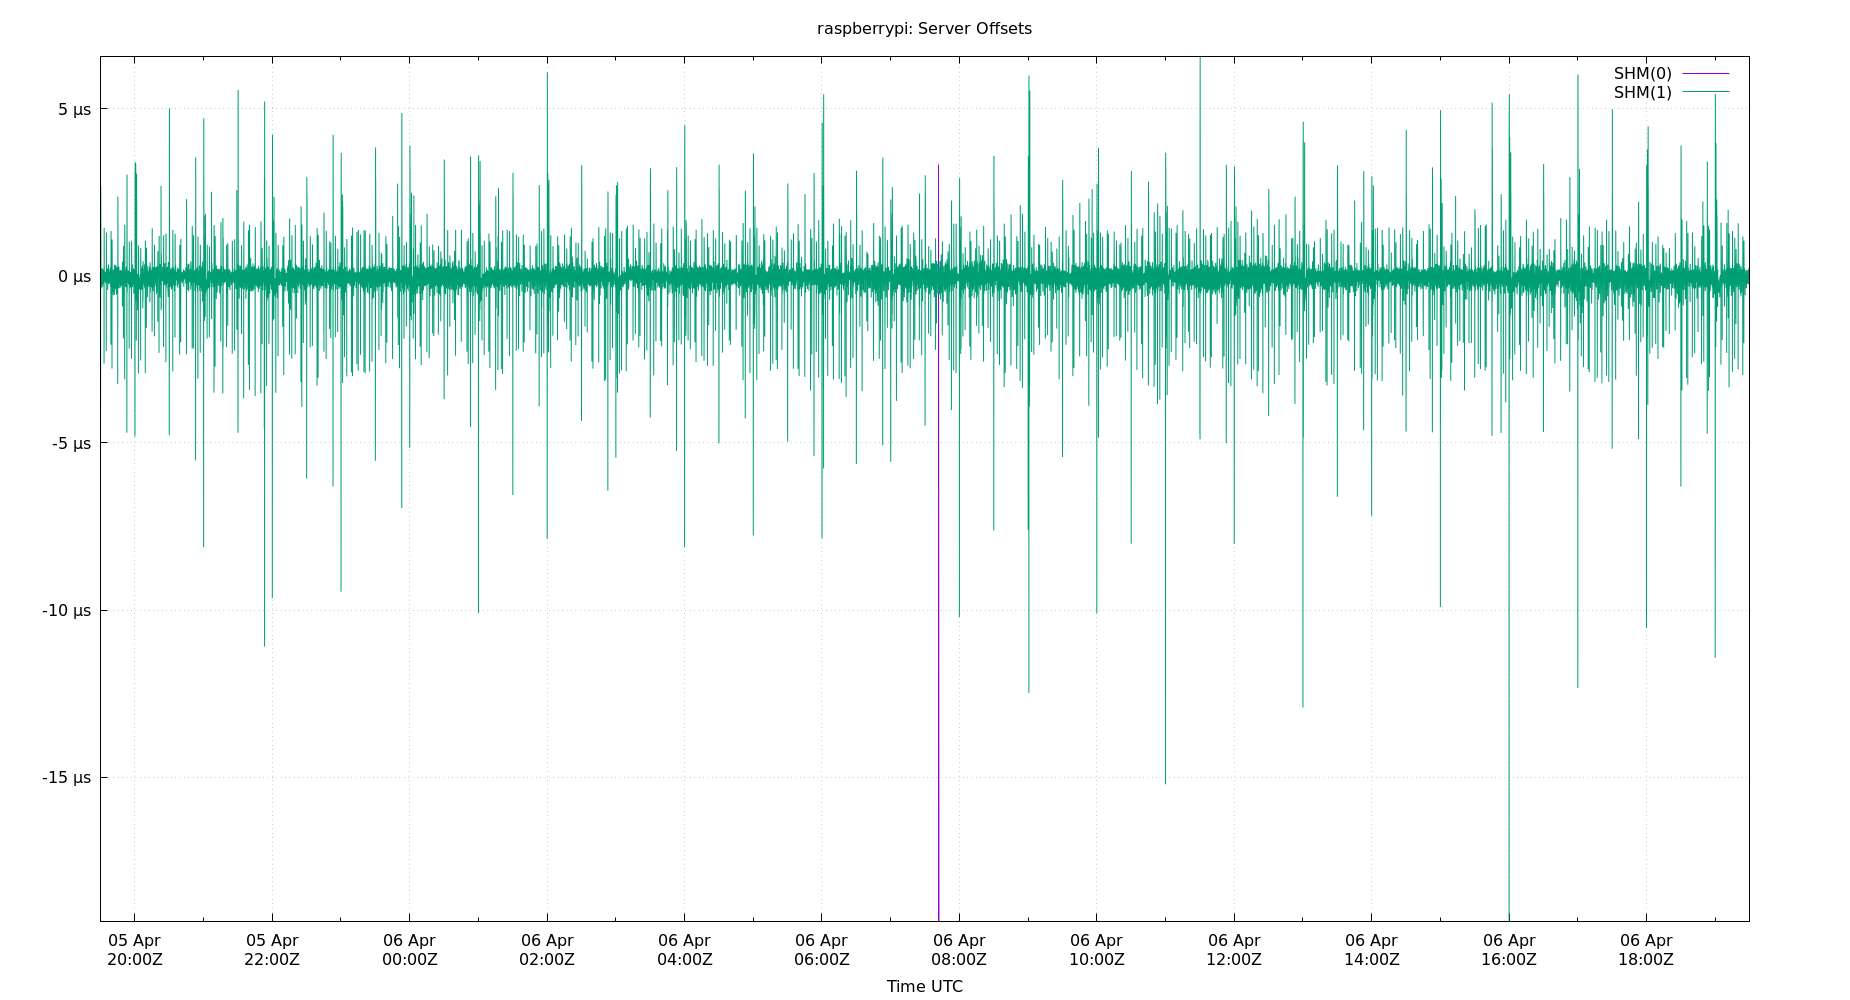 raspberrypi: Server Offsets
SHM(0)
SHM(1)
5 µs
0 µs
-5 µs
-10 µs
-15 µs
05 Apr 05 Apr 06 Apr 06 Apr 06 Apr 06 Apr 06 Apr 06 Apr 06 Apr 06 Apr 06 Apr 06 Apr
20:00Z 22:00Z 00:00Z 02:00Z 04:00Z 06:00Z 08:00Z 10:00Z 12:00Z 14:00Z 16:00Z 18:00Z
Time UTC